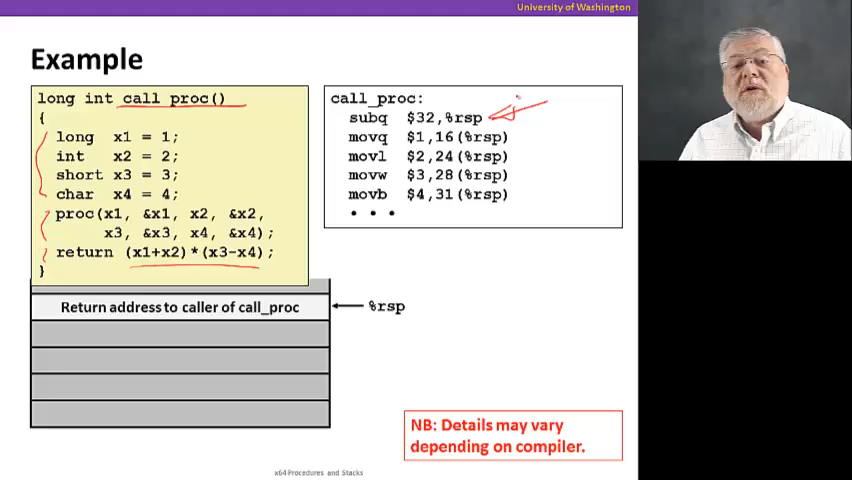 University of Washington
Example
long int call_proc()
{
long x1 = 1;
int x2 = 2;
short x3 = 3;
char x4 = 4;
proc(x1, &x1, x2, &x2,
x3, &x3, x4, &x4);
return (x1+x2)*(x3-x4);
}
call_proc:
subq $32,%rsp
movq $1,16(%rsp)
movl $2,24(%rsp)
movw $3,28(%rsp)
movb $4,31(%rsp)
• • •
Return address to caller of call_proc
%rsp
NB: Details may vary
depending on compiler.
x64 Procedures and Stacks